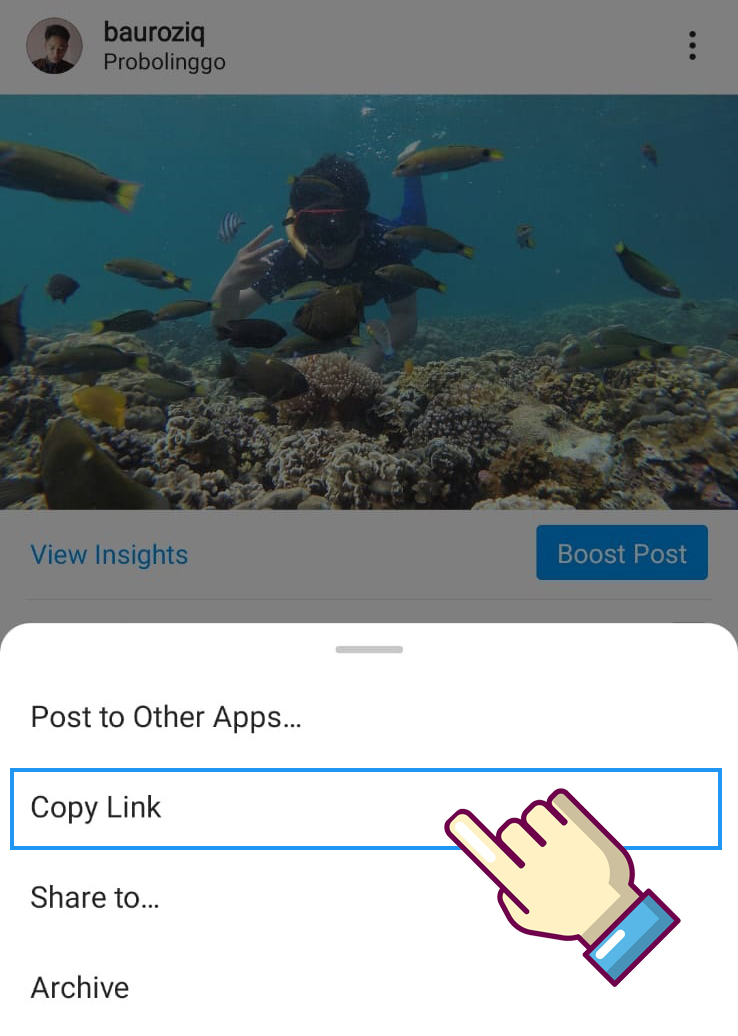 bauroziq
Probolinggo
View Insights
Boost Post
Post to Other Apps...
Copy Link
Share to...
Archive